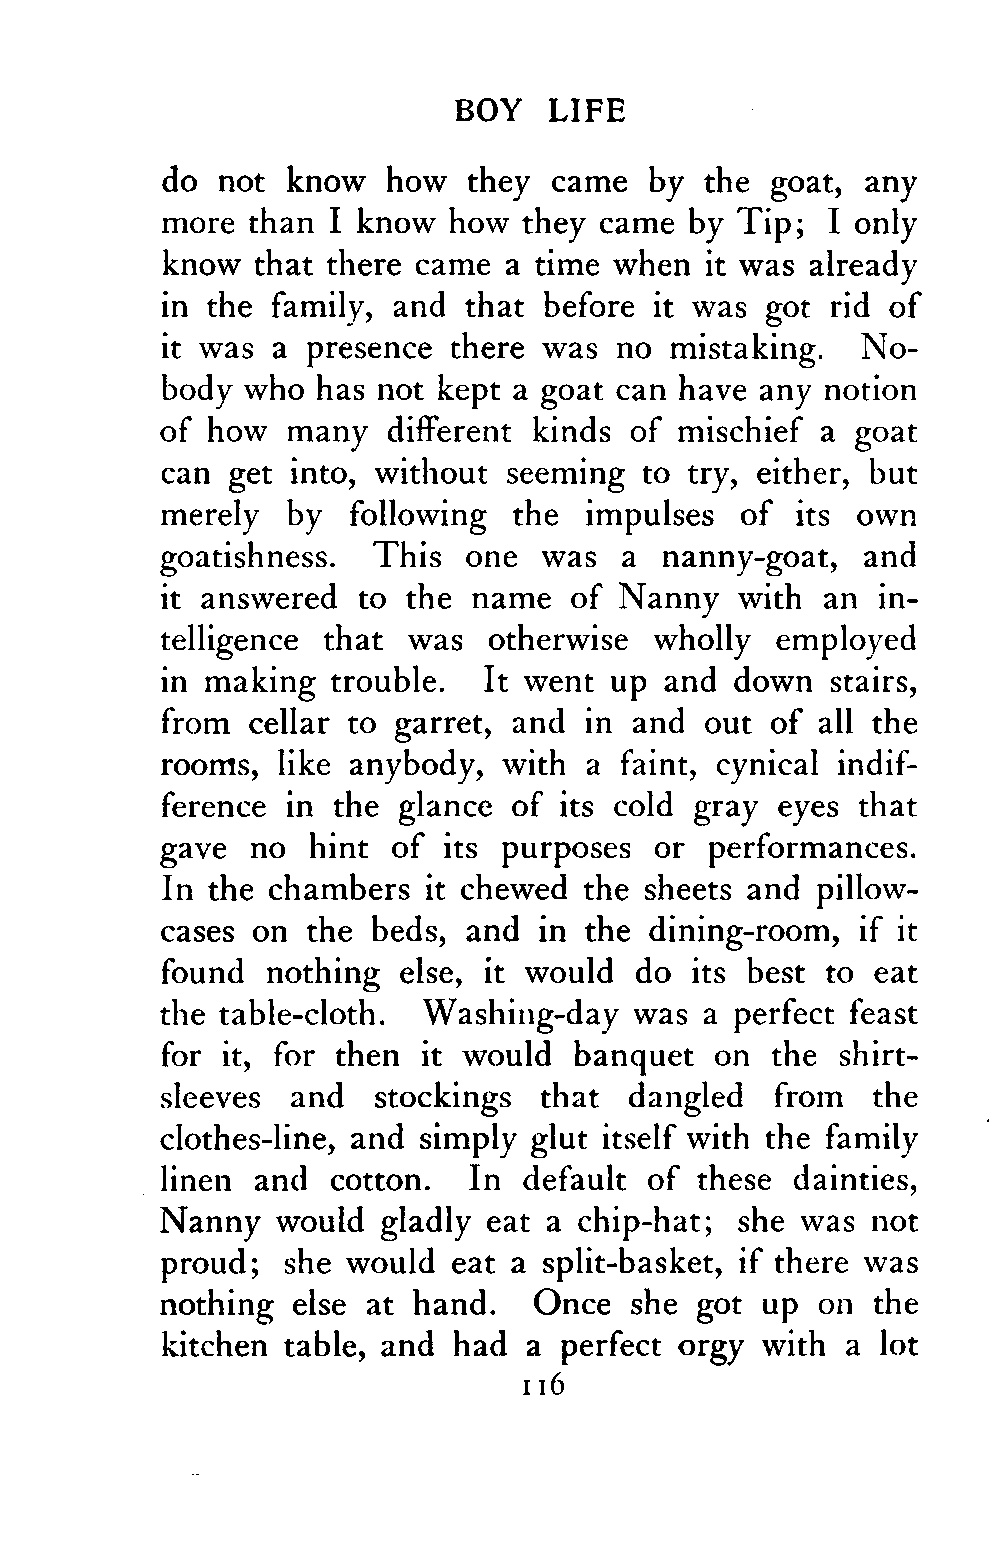 BOY LIFE
do not know how they came by the goat, any
more than I know how they came by Tip; I only
know that there came a time when it was already
in the family, and that before it was got rid of
it was a presence there was no mistaking. No-
body who has not kept a goat can have any notion
of how many different kinds of mischief a goat
can get into, without seeming to try, either, but
merely by following the impulses of its own
goatishness. This one was a nanny-goat, and
it answered to the name of Nanny with an in-
telligence that was otherwise wholly employed
in making trouble. It went up and down stairs,
from cellar to garret, and in and out of all the
rooms, like anybody, with a faint, cynical indif-
ference in the glance of its cold gray eyes that
gave no hint of its purposes or performances.
In the chambers it chewed the sheets and pillow-
cases on the beds, and in the dining-room, if it
found nothing else, it would do its best to eat
the table-cloth. Washing-day was a perfect feast
for it, for then it would banquet on the shirt-
sleeves and stockings that dangled from the
clothes-line, and simply glut itself with the family
linen and cotton. In default of these dainties,
Nanny would gladly eat a chip-hat; she was not
proud; she would eat a split-basket, if there was
nothing else at hand. Once she got up on the
kitchen table, and had a perfect orgy with a lot
116